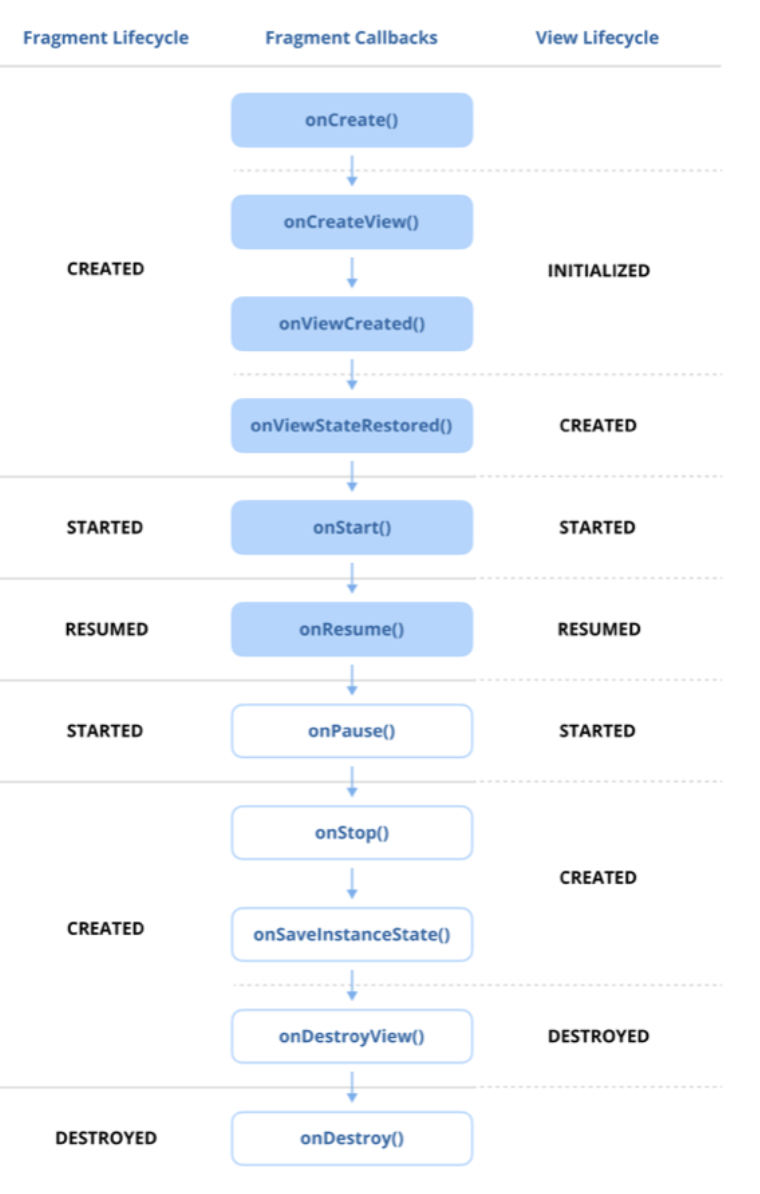 Fragment Lifecycle
Fragment Callbacks
View Lifecycle
onCreate()
onCreateView()
CREATED
INITIALIZED
onViewCreated()
onViewStateRestored()
CREATED
STARTED
onStart()
STARTED
RESUMED
onResume()
RESUMED
STARTED
onPause()
STARTED
onStop()
CREATED
CREATED
onSaveInstanceState()
onDestroyView()
DESTROYED
DESTROYED
onDestroy()